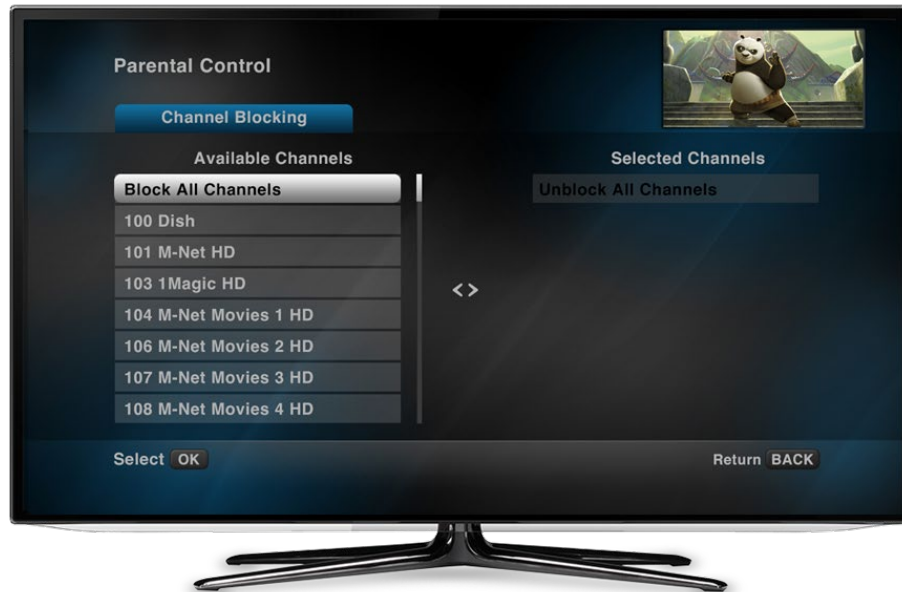 Parental Control
Channel Blocking
Available Channels
Selected Channels
Block All Channels
Unblock All Channels
100 Dish
101 M-Net HD
103 1Magic HD
104 M-Net Movies 1 HD
106 M-Net Movies 2 HD
107 M-Net Movies 3 HD
108 M-Net Movies 4 HD
<>
Select OK
Return BACK